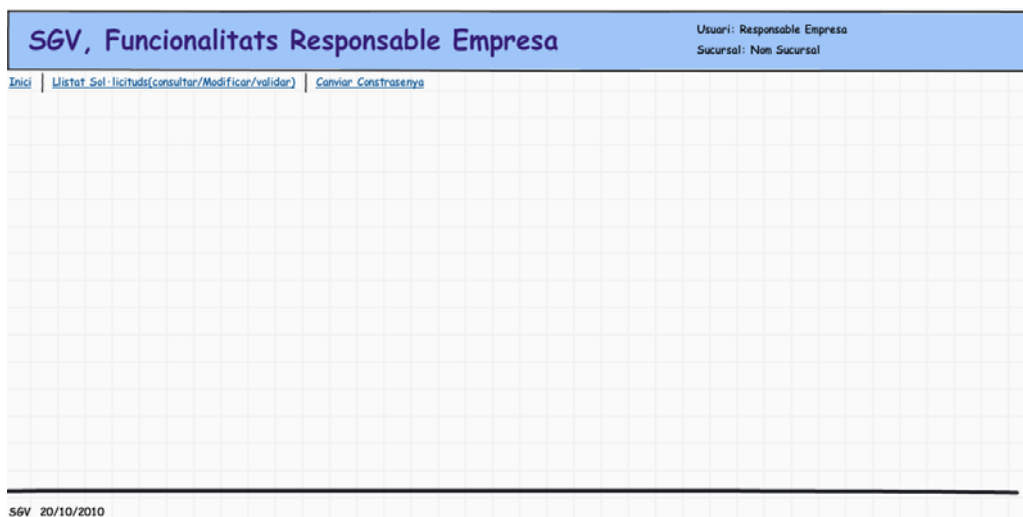 SGV, Funcionalitats Responsable Empresa
Usuari: Responsable Empresa
Sucursal: Nom Sucursal
Inici Llistat Sol·licituds(consultar/Modificar/validar) Canviar Constrasenya
SGV 20/10/2010